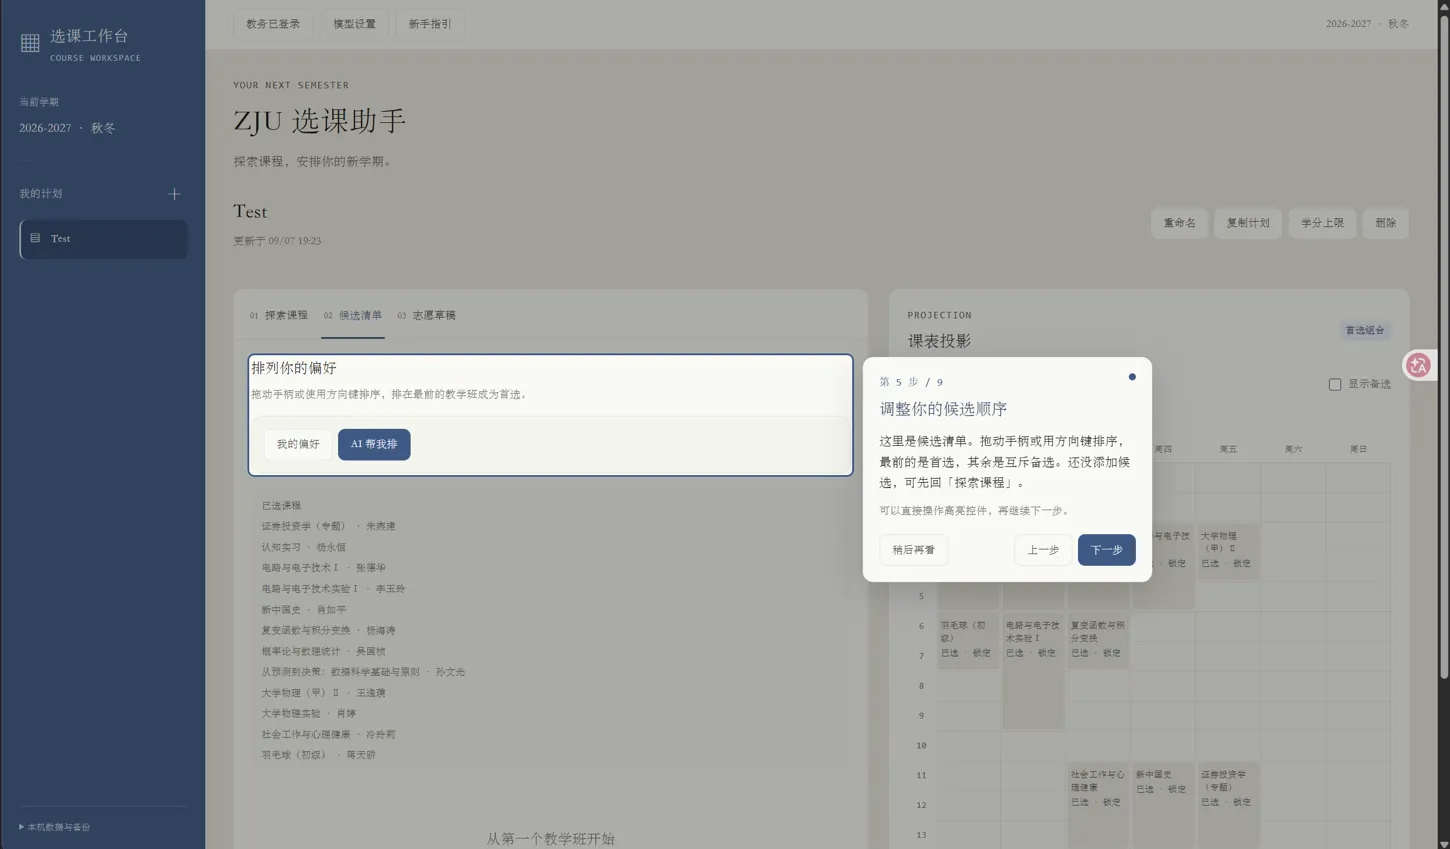 选课工作台
COURSE WORKSPACE
当前学期
2026-2027 · 秋冬
我的计划
Test
本机数据与备份
教务已登录
模型设置
新手指引
2026-2027 · 秋冬
YOUR NEXT SEMESTER
ZJU 选课助手
探索课程，安排你的新学期。
Test
更新于 09/07 19:23
重命名
复制计划
学分上限
删除
01 探索课程
02 候选清单
03 志愿草稿
排列你的偏好
拖动手柄或使用方向键排序，排在最前的教学班成为首选。
我的偏好
AI 帮我排
已选课程
证券投资学（专题） · 朱燕建
认知实习 · 杨永恒
电路与电子技术Ⅰ · 张德华
电路与电子技术实验Ⅰ · 李玉玲
新中国史 · 肖如平
复变函数与积分变换 · 杨海涛
概率论与数理统计 · 吴国桢
从预测到决策：数据科学基础与原则 · 孙文光
大学物理（甲）Ⅱ · 王逸璞
大学物理实验 · 肖婷
社会工作与心理健康 · 冷玲莉
羽毛球（初级） · 蒋天骄
从第一个教学班开始
PROJECTION
课表投影
首选组合
显示备选
第 5 步 / 9
调整你的候选顺序
这里是候选清单。拖动手柄或用方向键排序，
最前的是首选，其余是互斥备选。还没添加候
选，可先回「探索课程」。
可以直接操作高亮控件，再继续下一步。
稍后再看
上一步
下一步
周四
周五
周六
周日
与电子技
锁定
大学物理
（甲）Ⅱ
已选 · 锁定
5
6
7
8
9
10
11
12
13
羽毛球（初
级）
已选 · 锁定
电路与电子技
术实验Ⅰ
已选 · 锁定
复变函数与积
分变换
已选 · 锁定
社会工作与心
理健康
已选 · 锁定
新中国史
已选 · 锁定
证券投资学
（专题）
已选 · 锁定